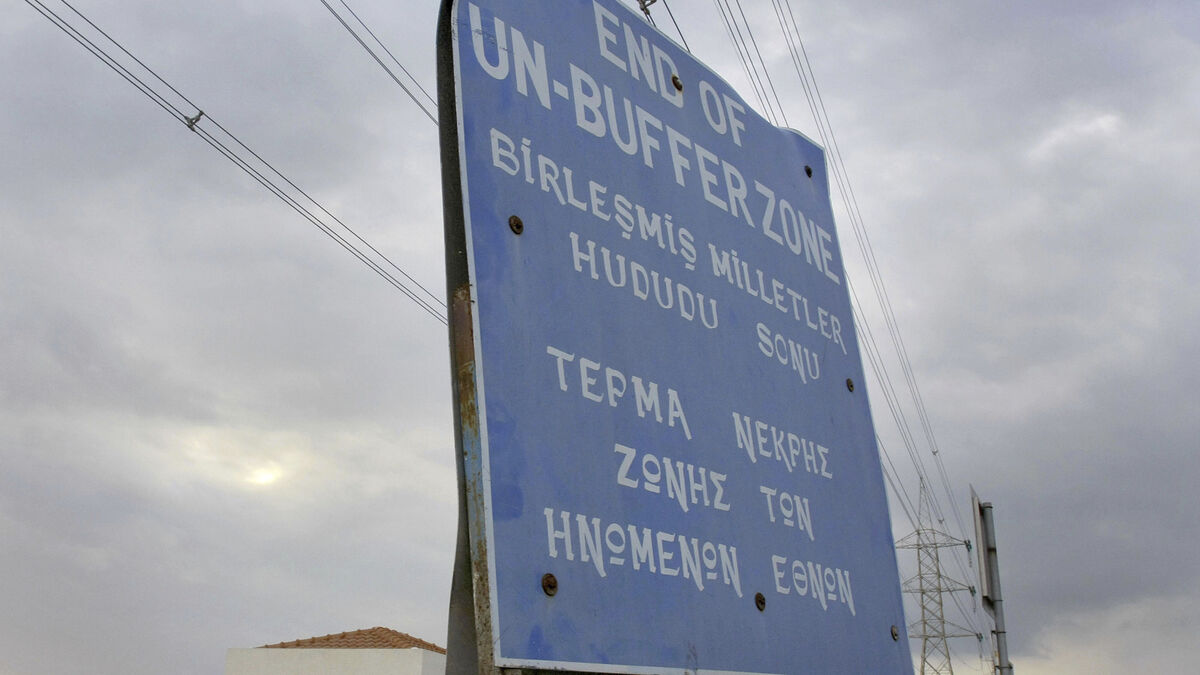 END OF
UN-BUFFER ZONE
BİRLEŞMİŞ MİLLETLER
HUDUDU SONU
ΤΕΡΜΑ ΝΕΚΡΗΣ
ΖΩΝΗΣ ΤΩΝ
ΗΝΩΜΕΝΩΝ ΕΘΝΩΝ